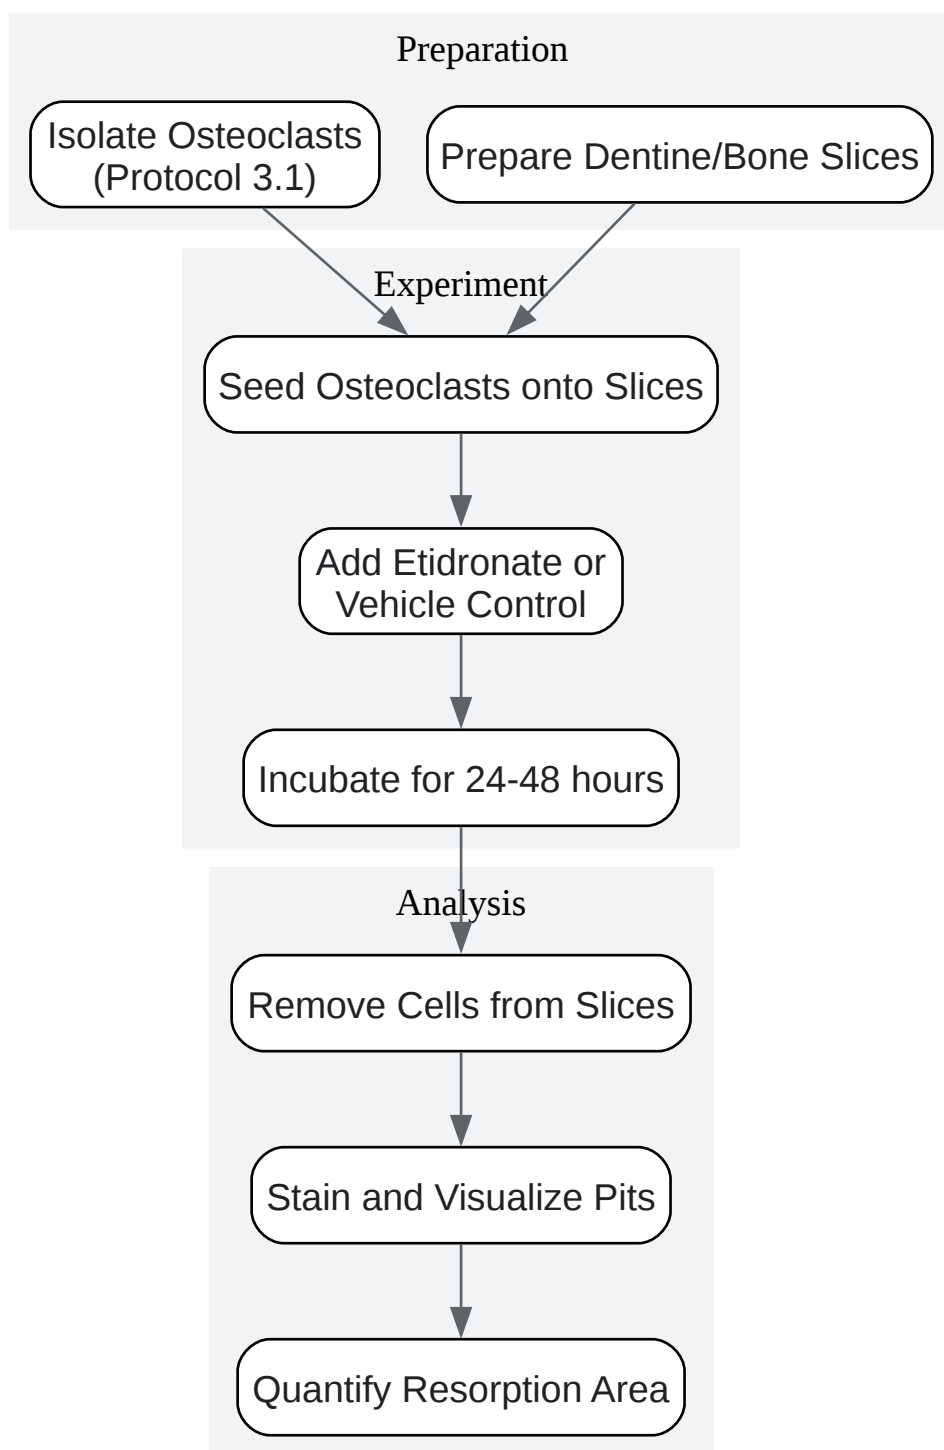 Preparation
Isolate Osteoclasts
(Protocol 3.1)
Prepare Dentine/Bone Slices
Experiment
Seed Osteoclasts onto Slices
Add Etidronate or
Vehicle Control
Incubate for 24-48 hours
Analysis
Remove Cells from Slices
Stain and Visualize Pits
Quantify Resorption Area